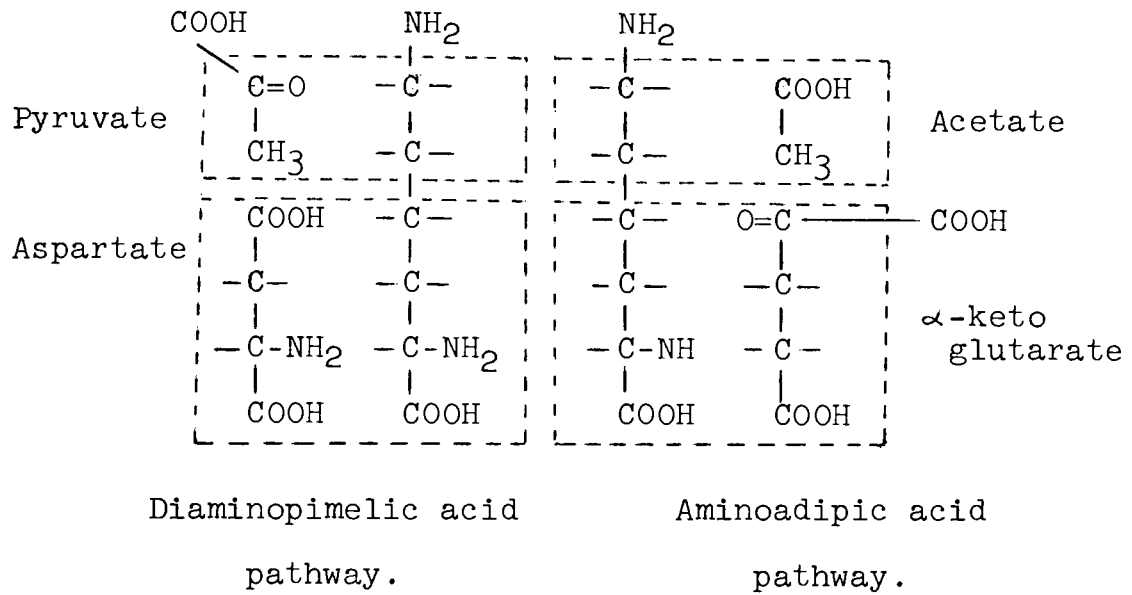 COOH NH₂ NH₂
C=O -C- -C- COOH
Pyruvate Acetate
CH₃ -C- -C- CH₃
COOH -C- -C- O=C COOH
Aspartate
-C- -C- -C- -C-
α-keto
-C-NH₂ -C-NH₂ -C-NH -C-
glutarate
COOH COOH COOH COOH
Diaminopimelic acid Aminoadipic acid
pathway. pathway.